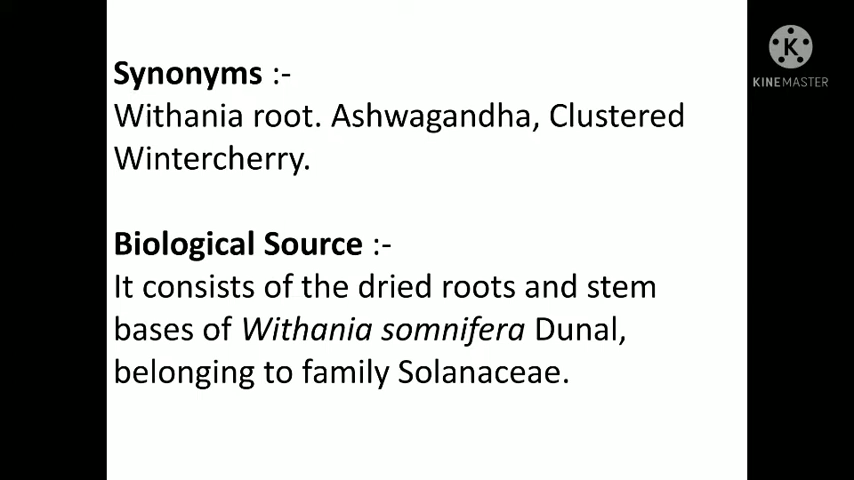 Synonyms :-
Withania root. Ashwagandha, Clustered
Wintercherry.
Biological Source :-
It consists of the dried roots and stem
bases of Withania somnifera Dunal,
belonging to family Solanaceae.
K
KINEMASTER